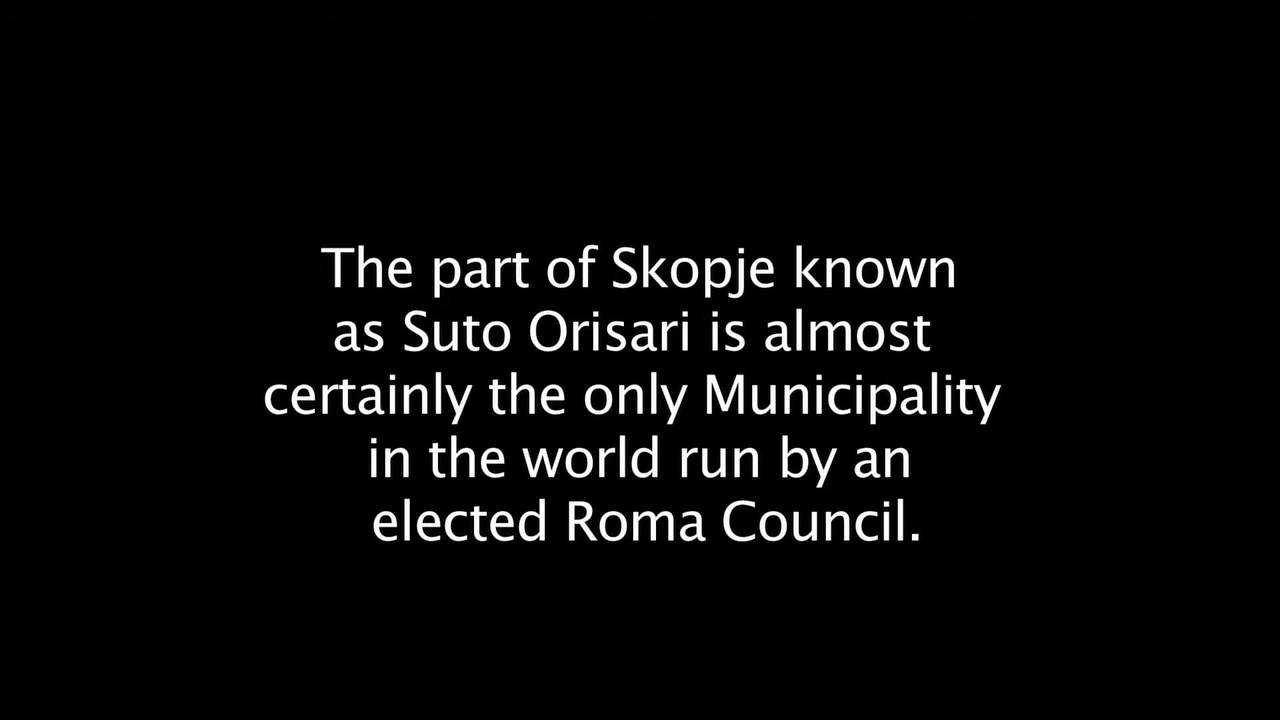 The part of Skopje known
as Suto Orisari is almost
certainly the only Municipality
in the world run by an
elected Roma Council.